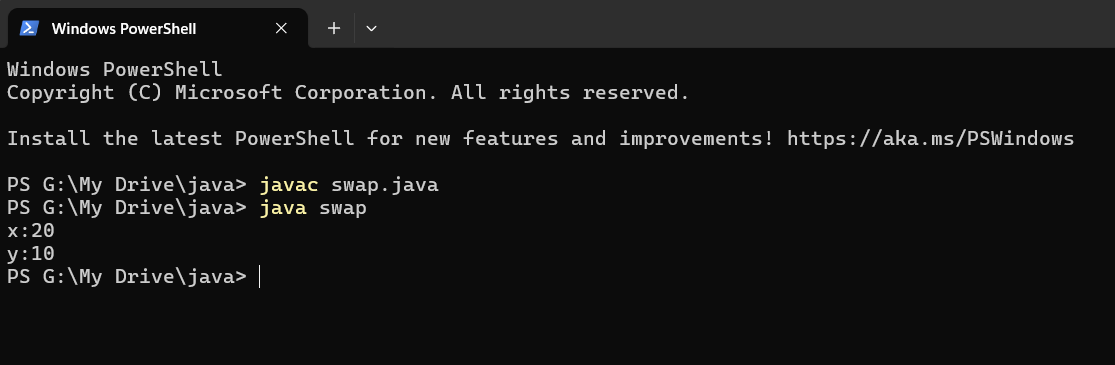 Windows PowerShell
Windows PowerShell
Copyright (C) Microsoft Corporation. All rights reserved.
Install the latest PowerShell for new features and improvements! https://aka.ms/PSWindows
PS G:\My Drive\java> javac swap.java
PS G:\My Drive\java> java swap
x:20
y:10
PS G:\My Drive\java>